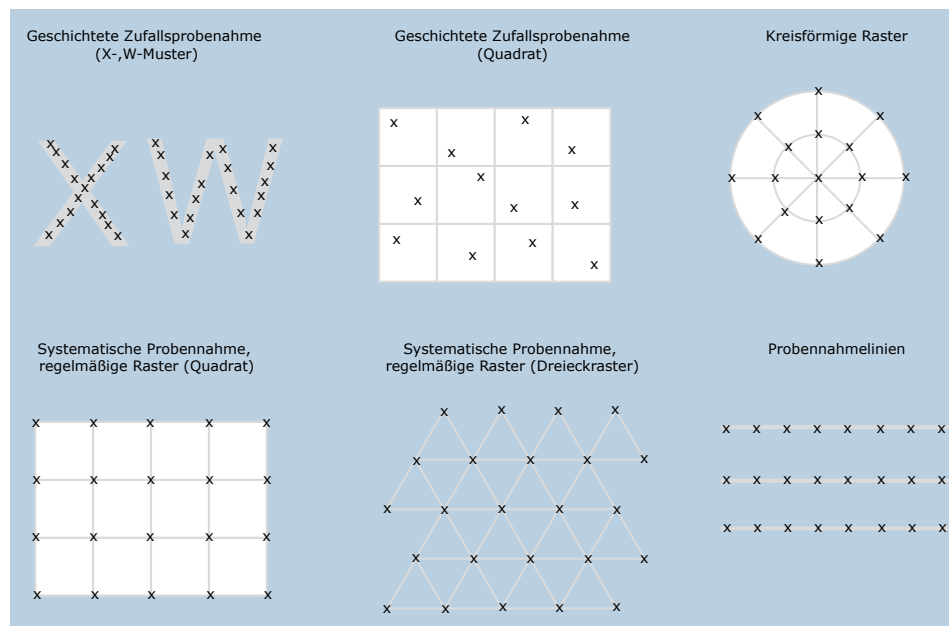 Geschichtete Zufallsprobenahme
(X-,W-Muster)
Geschichtete Zufallsprobenahme
(Quadrat)
Kreisförmige Raster
Systematische Probennahme,
regelmäßige Raster (Quadrat)
Systematische Probennahme,
regelmäßige Raster (Dreieckraster)
Probennahmelinien